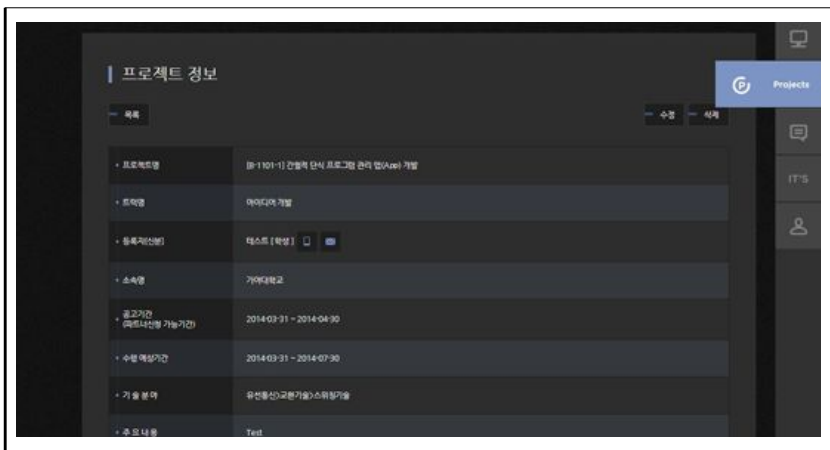 프로젝트 정보
Projects
목록
수정
삭제
IT'S
프로젝트명
[B-1101-1] 간헐적 단식 프로그램 관리 앱(App) 개발
트랙명
아이디어 개발
등록자[신분]
테스트 [ 학생 ]
소속명
가야대학교
공고기간
(파트너신청 가능기간)
2014-03-31 ~ 2014-04-30
수행 예상기간
2014-03-31 ~ 2014-07-30
기 술 분 야
유선통신>교환기술>스위칭기술
주 요 내 용
Test